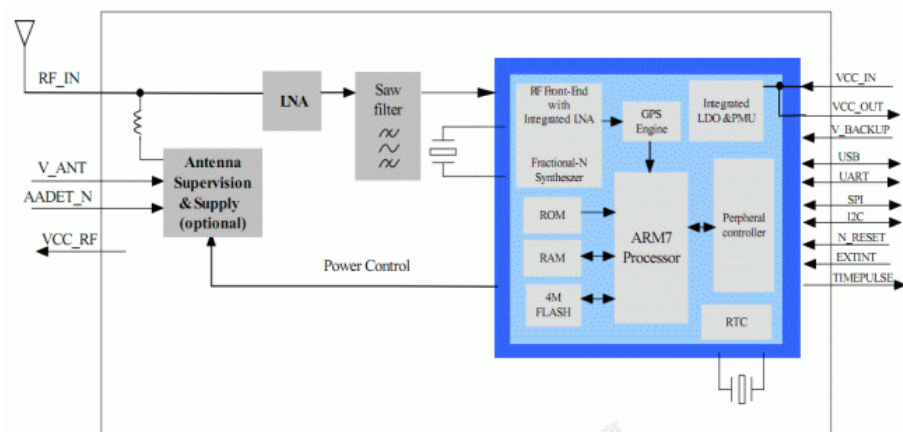 RF_IN
LNA
Saw
filter
V_ANT
AADET_N
VCC_RF
Antenna
Supervision
& Supply
(optional)
Power Control
RF Front-End
with
Integrated LNA
Fractional-N
Syntheszer
GPS
Engine
Integrated
LDO &PMU
ROM
RAM
4M
FLASH
ARM7
Processor
Perpheral
controller
RTC
VCC_IN
VCC_OUT
V_BACKUP
USB
UART
SPI
I2C
N_RESET
EXTINT
TIMEPULSE